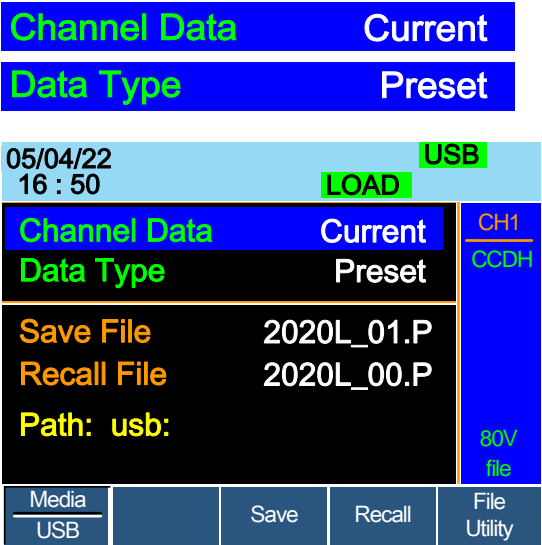 Channel Data Current
Data Type Preset
05/04/22 USB
16 : 50 LOAD
Channel Data Current
Data Type Preset
CH1
CCDH
Save File 2020L_01.P
Recall File 2020L_00.P
Path: usb:
80V
file
Media
USB
Save
Recall
File
Utility